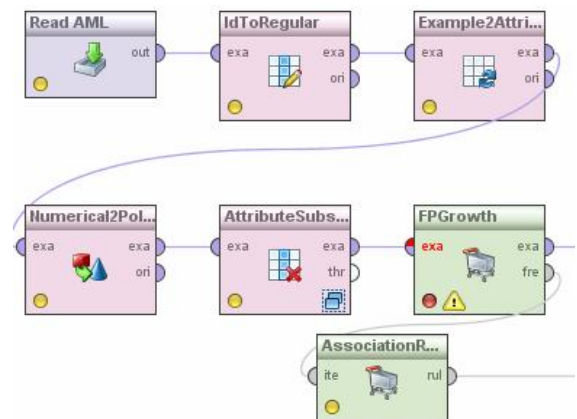 Read AML
out
IdToRegular
exa exa
ori
Example2Attri...
exa exa
ori
Numerical2Pol...
exa exa
ori
AttributeSubs...
exa exa
thr
FPGrowth
exa exa
fre
AssociationR...
ite rul